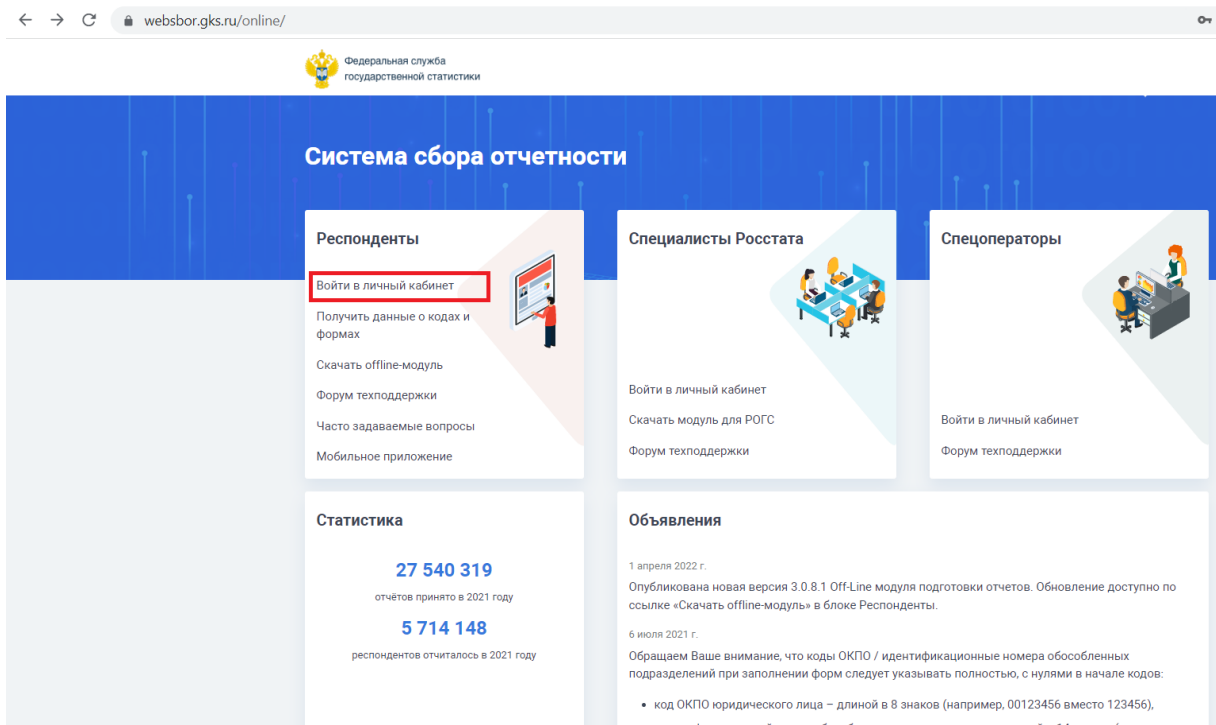 websbor.gks.ru/online/
Федеральная служба
государственной статистики
Система сбора отчетности
Респонденты
Войти в личный кабинет
Получить данные о кодах и
формах
Скачать offline-модуль
Форум техподдержки
Часто задаваемые вопросы
Мобильное приложение
Специалисты Росстата
Войти в личный кабинет
Скачать модуль для РОГС
Форум техподдержки
Спецоператоры
Войти в личный кабинет
Форум техподдержки
Статистика
27 540 319
отчётов принято в 2021 году
5 714 148
респондентов отчиталось в 2021 году
Объявления
1 апреля 2022 г.
Опубликована новая версия 3.0.8.1 Off-Line модуля подготовки отчетов. Обновление доступно по
ссылке «Скачать offline-модуль» в блоке Респонденты.
6 июля 2021 г.
Обращаем Ваше внимание, что коды ОКПО / идентификационные номера обособленных
подразделений при заполнении форм следует указывать полностью, с нулями в начале кодов:
• код ОКПО юридического лица – длиной в 8 знаков (например, 00123456 вместо 123456),